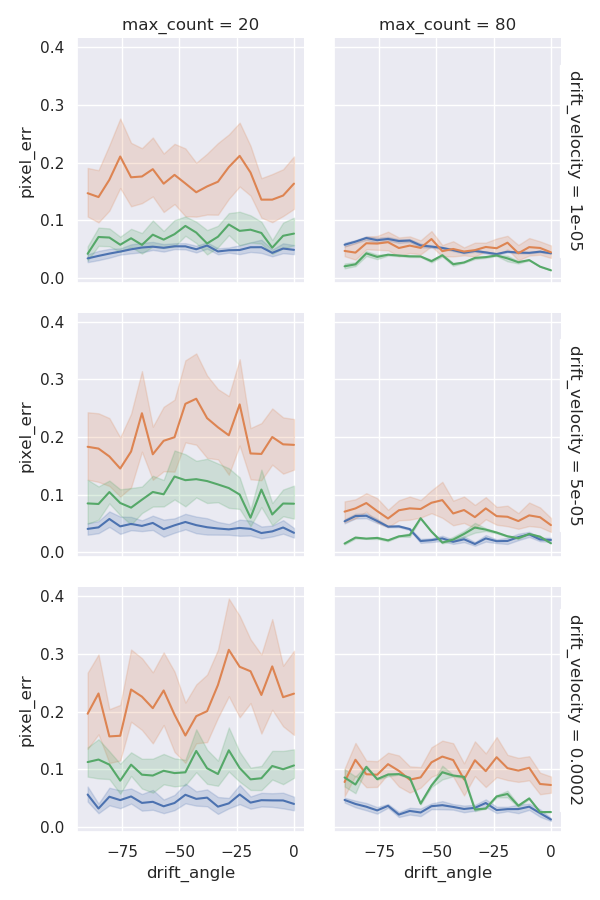 max_count = 20
max_count = 80
0.4
0.3
0.2
0.1
0.0
pixel_err
drift_velocity = 1e-05
0.4
0.3
0.2
0.1
0.0
pixel_err
drift_velocity = 5e-05
0.4
0.3
0.2
0.1
0.0
pixel_err
drift_velocity = 0.0002
−75
−50
−25
0
−75
−50
−25
0
drift_angle
drift_angle